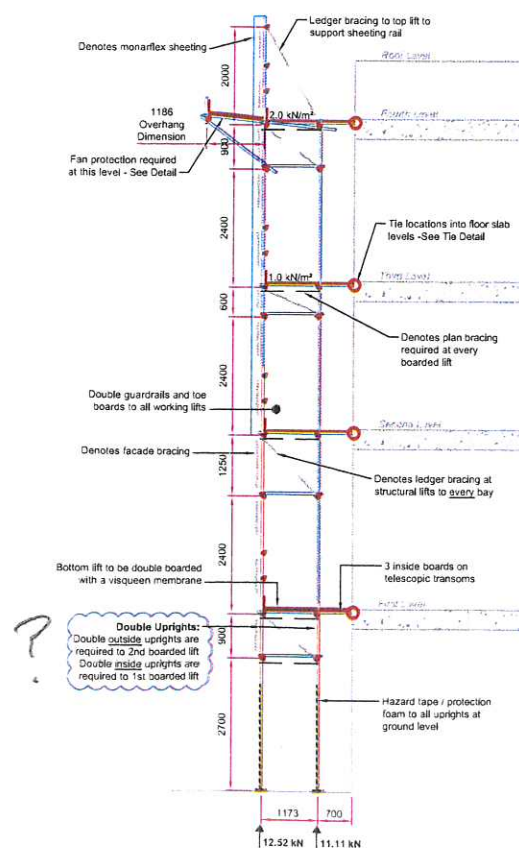 Ledger bracing to top lift to
support sheeting rail
Denotes monarflex sheeting
Roof Level
2000
1186
Overhang
Dimension
2.0 kN/m²
Fourth Level
900
Fan protection required
at this level - See Detail
2400
Tie locations into floor slab
levels -See Tie Detail
1.0 kN/m²
Third Level
600
Denotes plan bracing
required at every
boarded lift
2400
Double guardrails and toe
boards to all working lifts
Second Level
Denotes facade bracing
1250
Denotes ledger bracing at
structural lifts to every bay
2400
Bottom lift to be double boarded
with a visqueen membrane
3 inside boards on
telescopic transoms
First Level
?
Double Uprights:
Double outside uprights are
required to 2nd boarded lift
Double inside uprights are
required to 1st boarded lift
900
Hazard tape / protection
foam to all uprights at
ground level
2700
1173
700
12.52 kN
11.11 kN